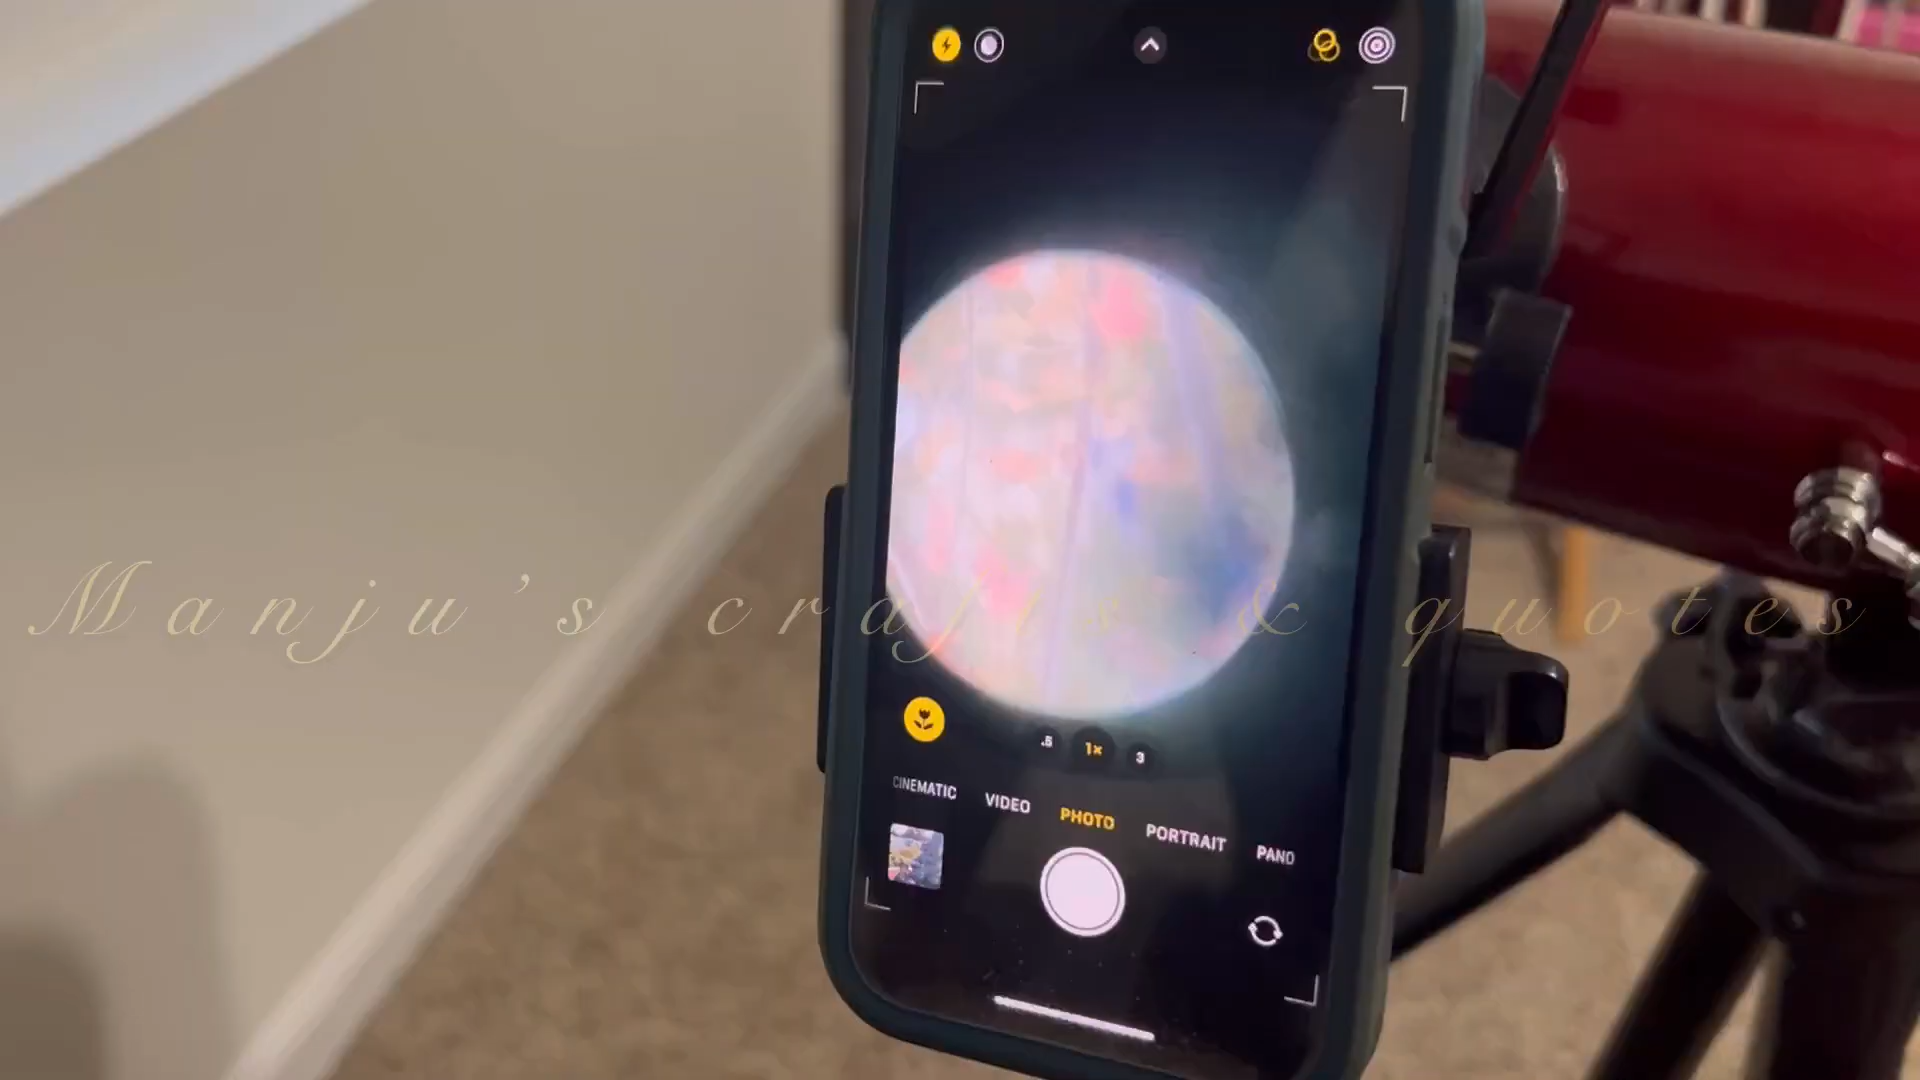 Manju's crafts & quotes
.5 1× 3
CINEMATIC VIDEO PHOTO PORTRAIT PANO